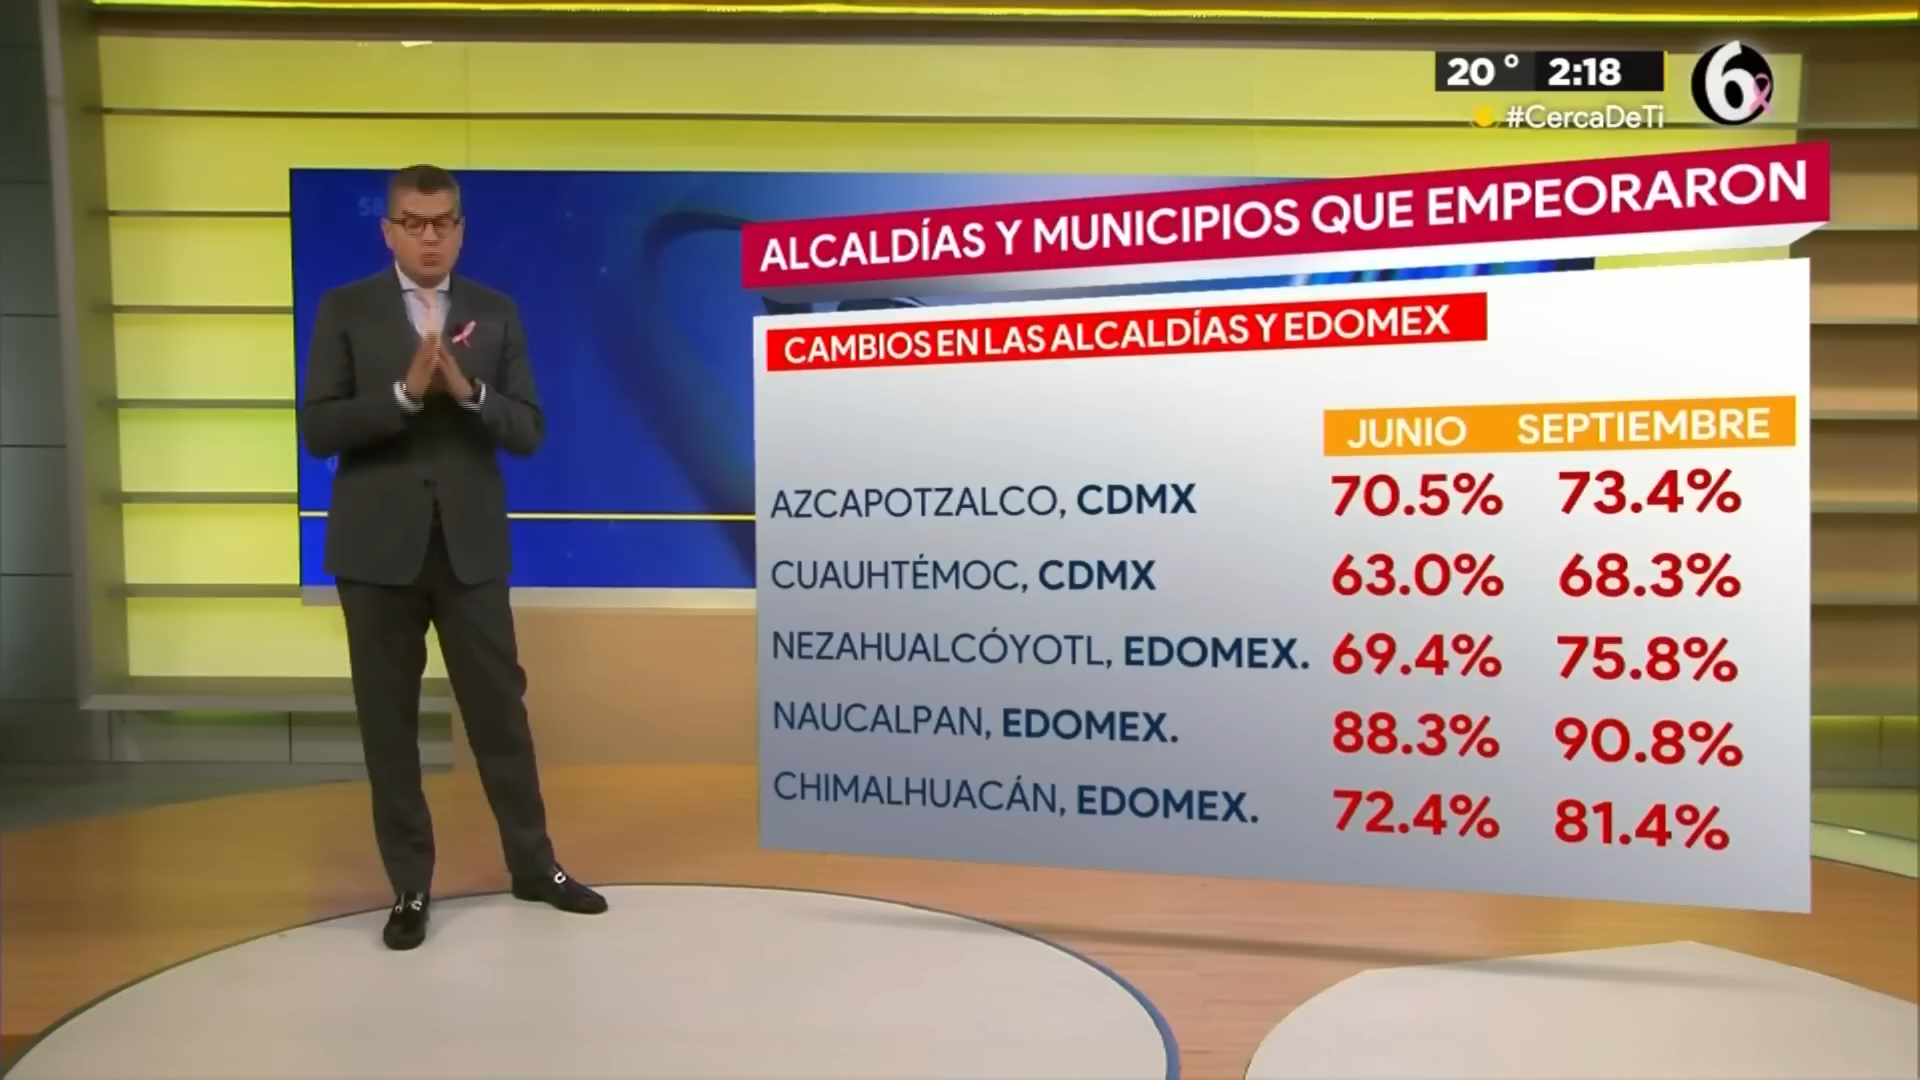 20° 2:18
#CercaDeTi
6
ALCALDÍAS Y MUNICIPIOS QUE EMPEORARON
CAMBIOS EN LAS ALCALDÍAS Y EDOMEX
JUNIO SEPTIEMBRE
AZCAPOTZALCO, CDMX 70.5% 73.4%
CUAUHTÉMOC, CDMX 63.0% 68.3%
NEZAHUALCÓYOTL, EDOMEX. 69.4% 75.8%
NAUCALPAN, EDOMEX. 88.3% 90.8%
CHIMALHUACÁN, EDOMEX. 72.4% 81.4%